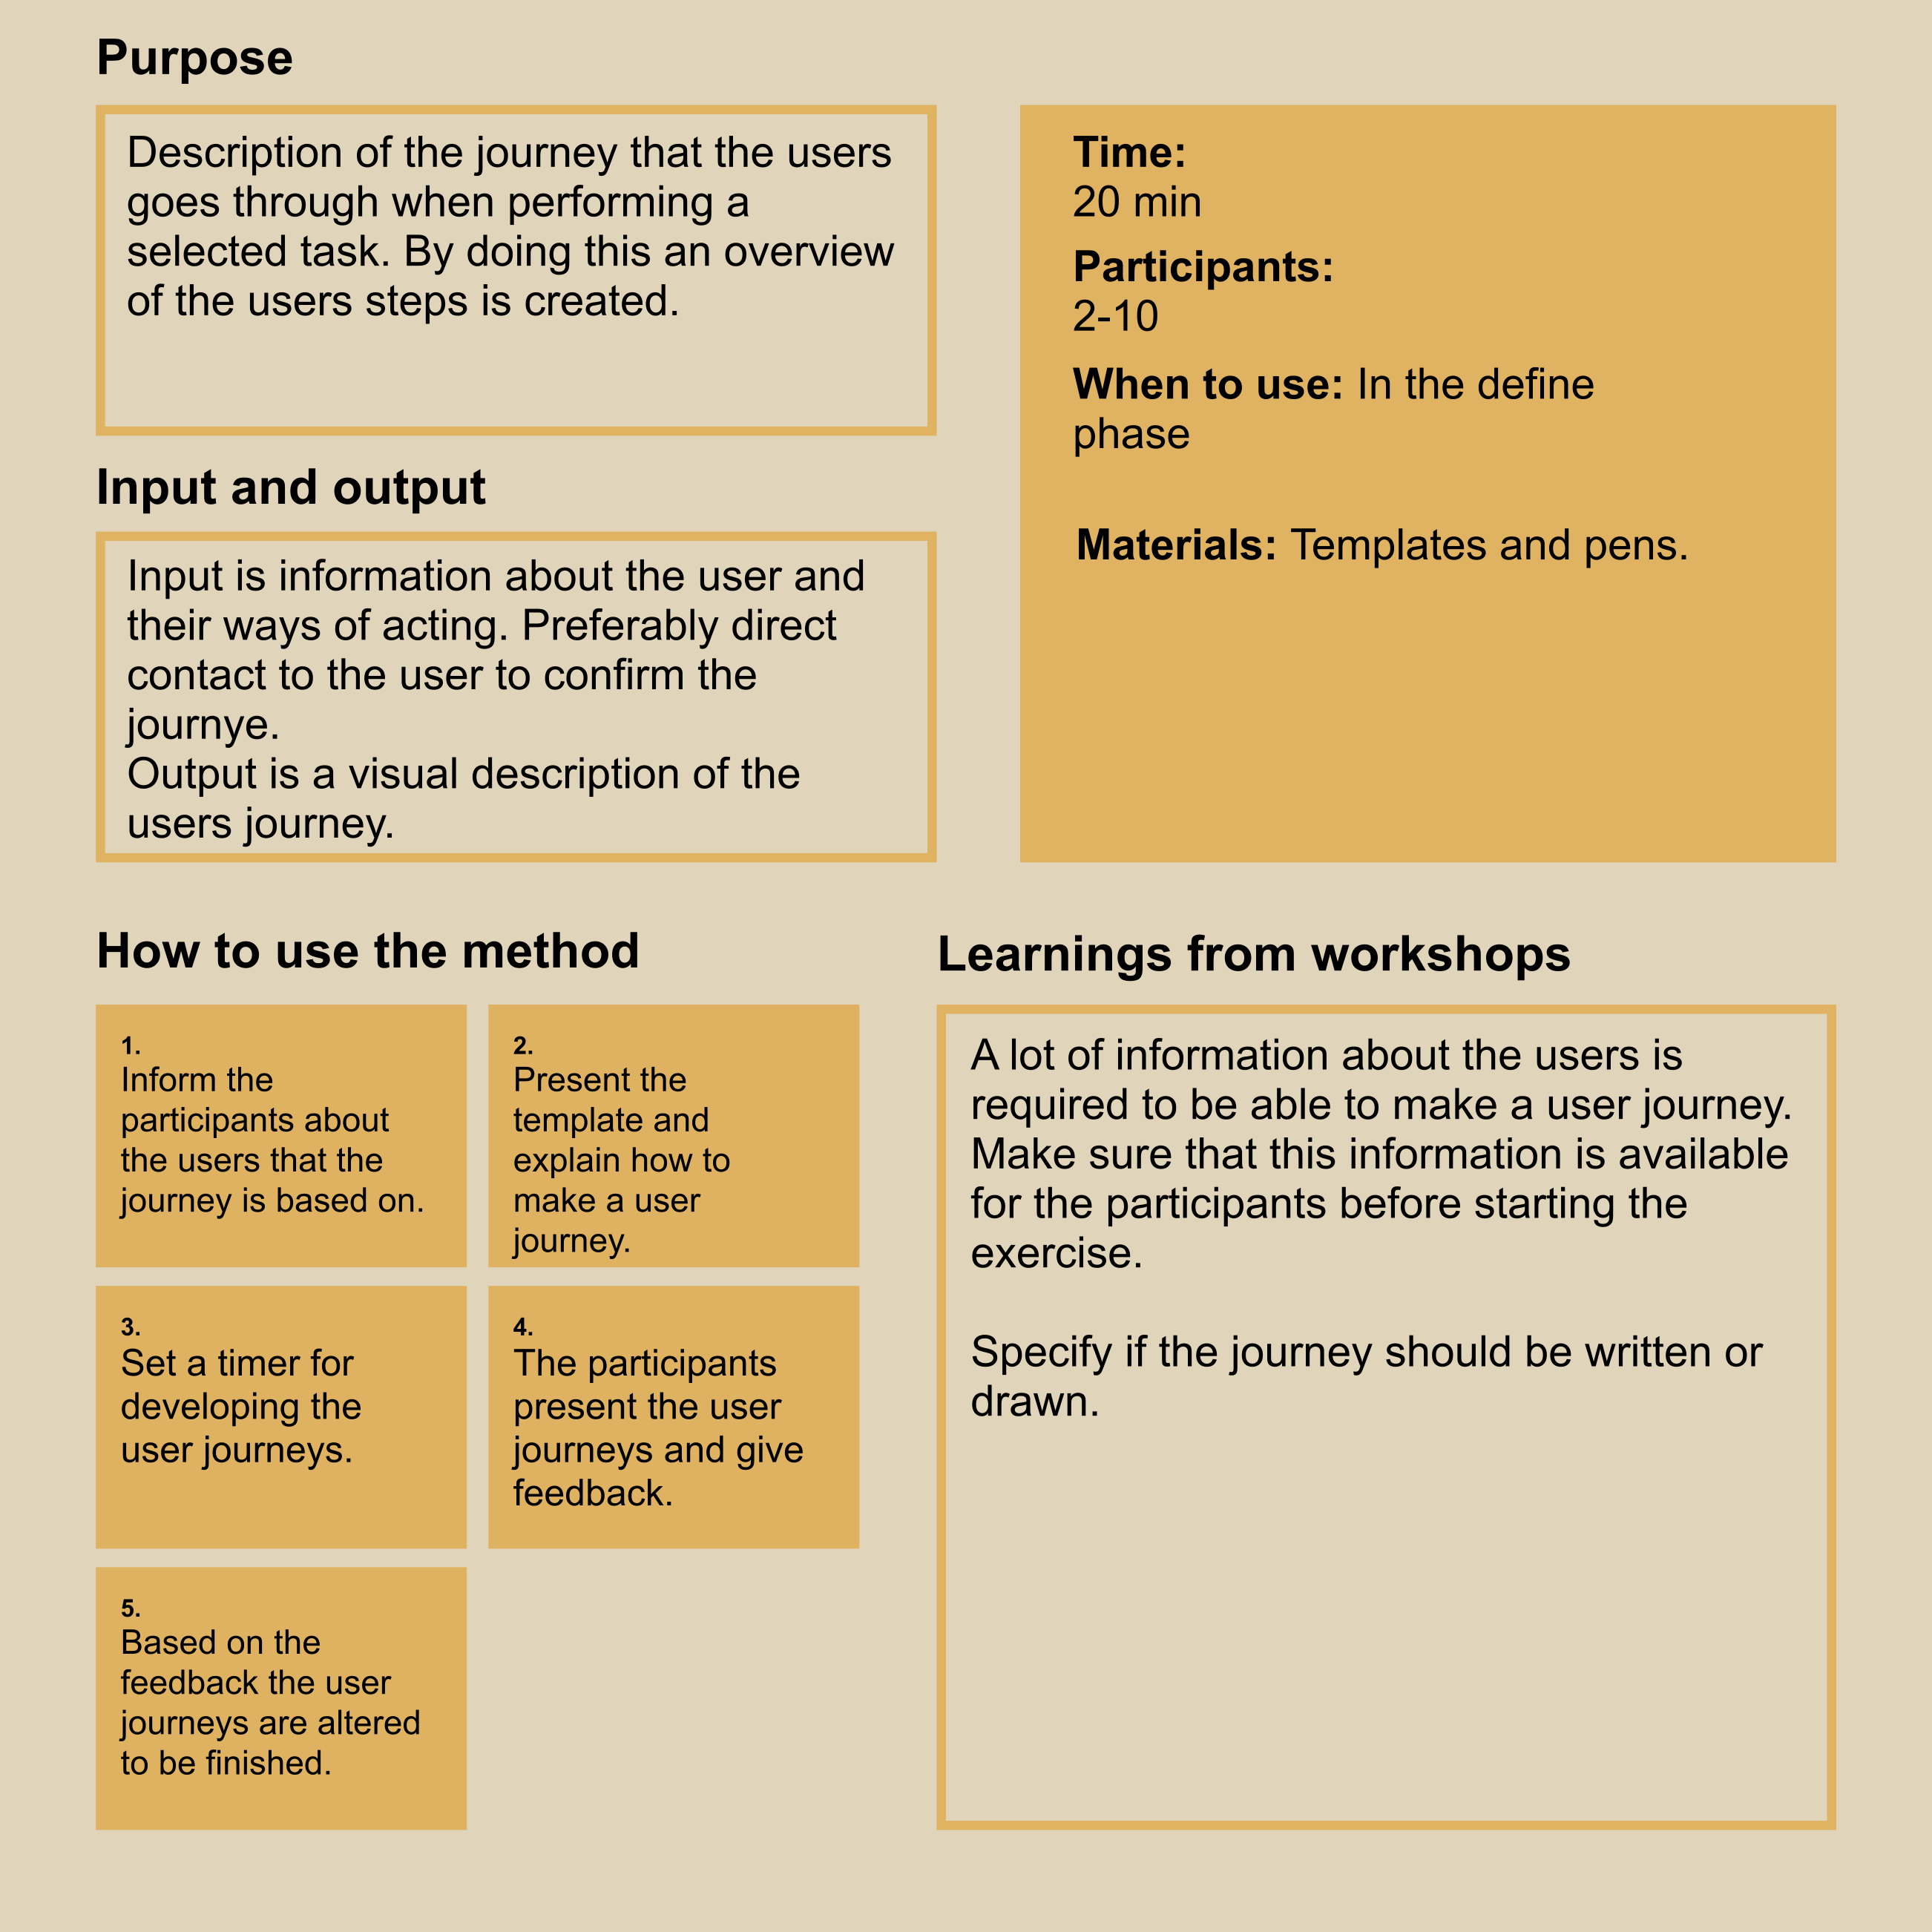 Purpose
Description of the journey that the users
goes through when performing a
selected task. By doing this an overview
of the users steps is created.
Time:
20 min
Participants:
2-10
When to use: In the define
phase
Materials: Templates and pens.
Input and output
Input is information about the user and
their ways of acting. Preferably direct
contact to the user to confirm the
journye.
Output is a visual description of the
users journey.
How to use the method
1.
Inform the
participants about
the users that the
journey is based on.
2.
Present the
template and
explain how to
make a user
journey.
3.
Set a timer for
developing the
user journeys.
4.
The participants
present the user
journeys and give
feedback.
5.
Based on the
feedback the user
journeys are altered
to be finished.
Learnings from workshops
A lot of information about the users is
required to be able to make a user journey.
Make sure that this information is available
for the participants before starting the
exercise.
Specify if the journey should be written or
drawn.